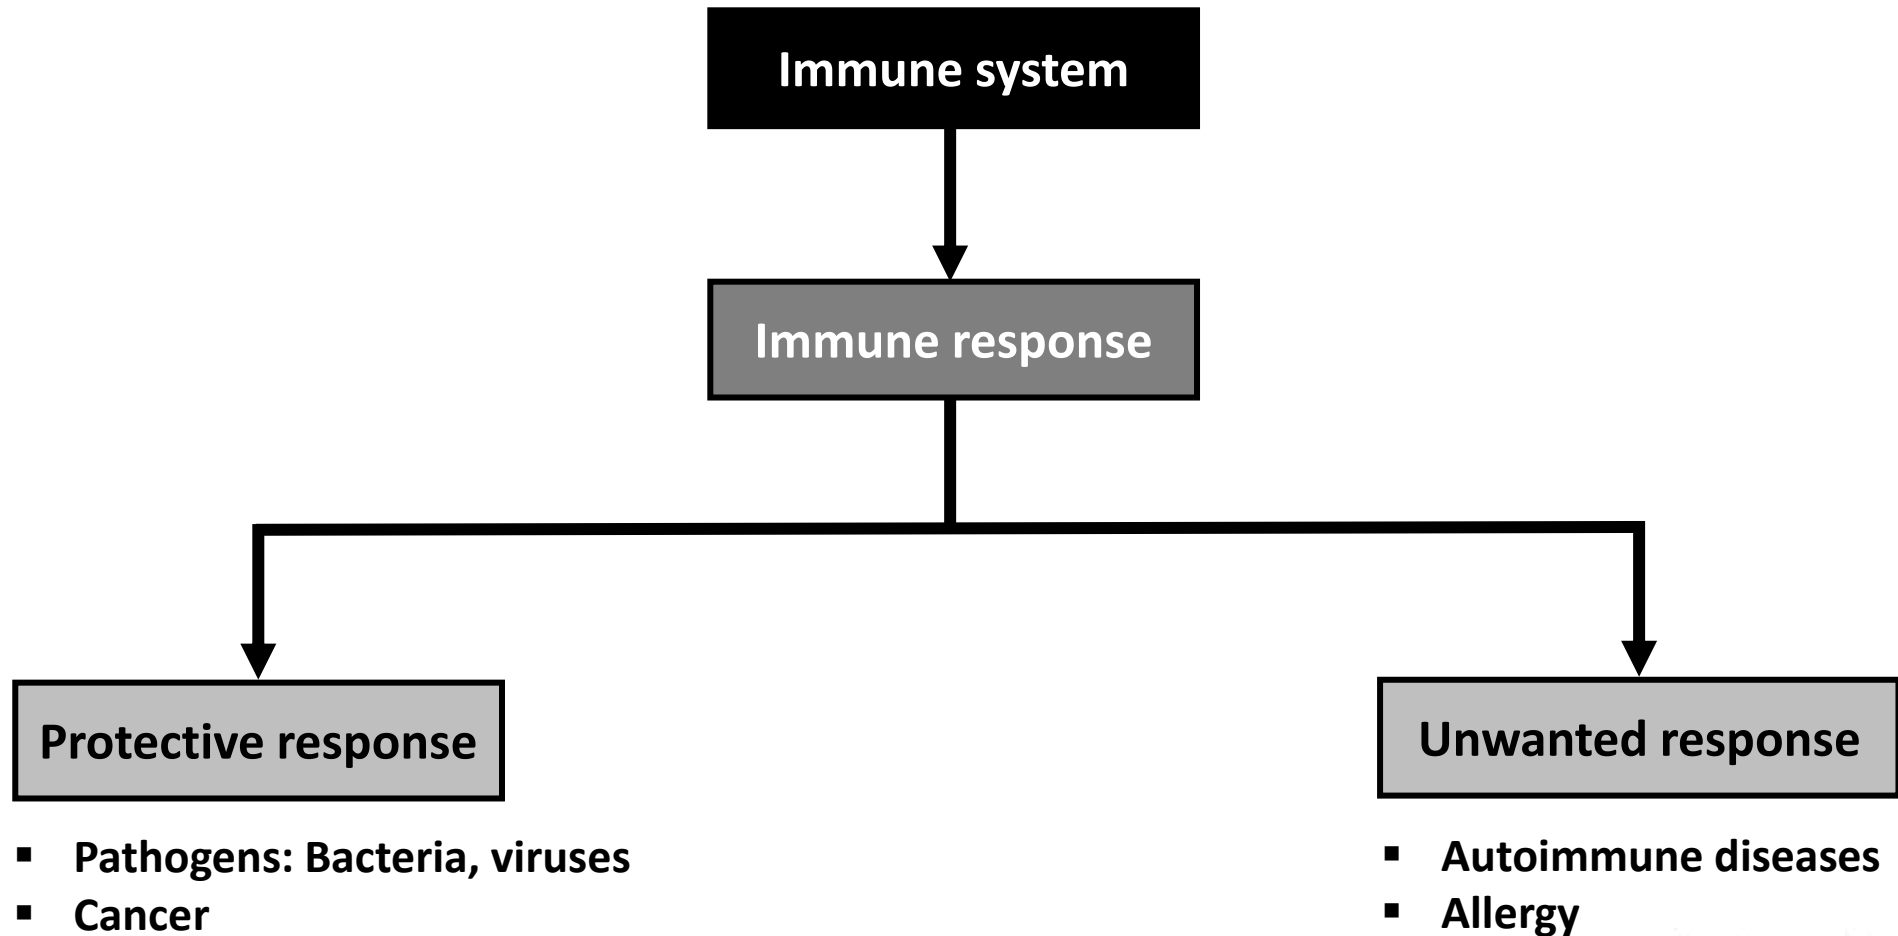 Immune system
Immune response
Protective response
Unwanted response
▪ Pathogens: Bacteria, viruses
▪ Cancer
▪ Autoimmune diseases
▪ Allergy